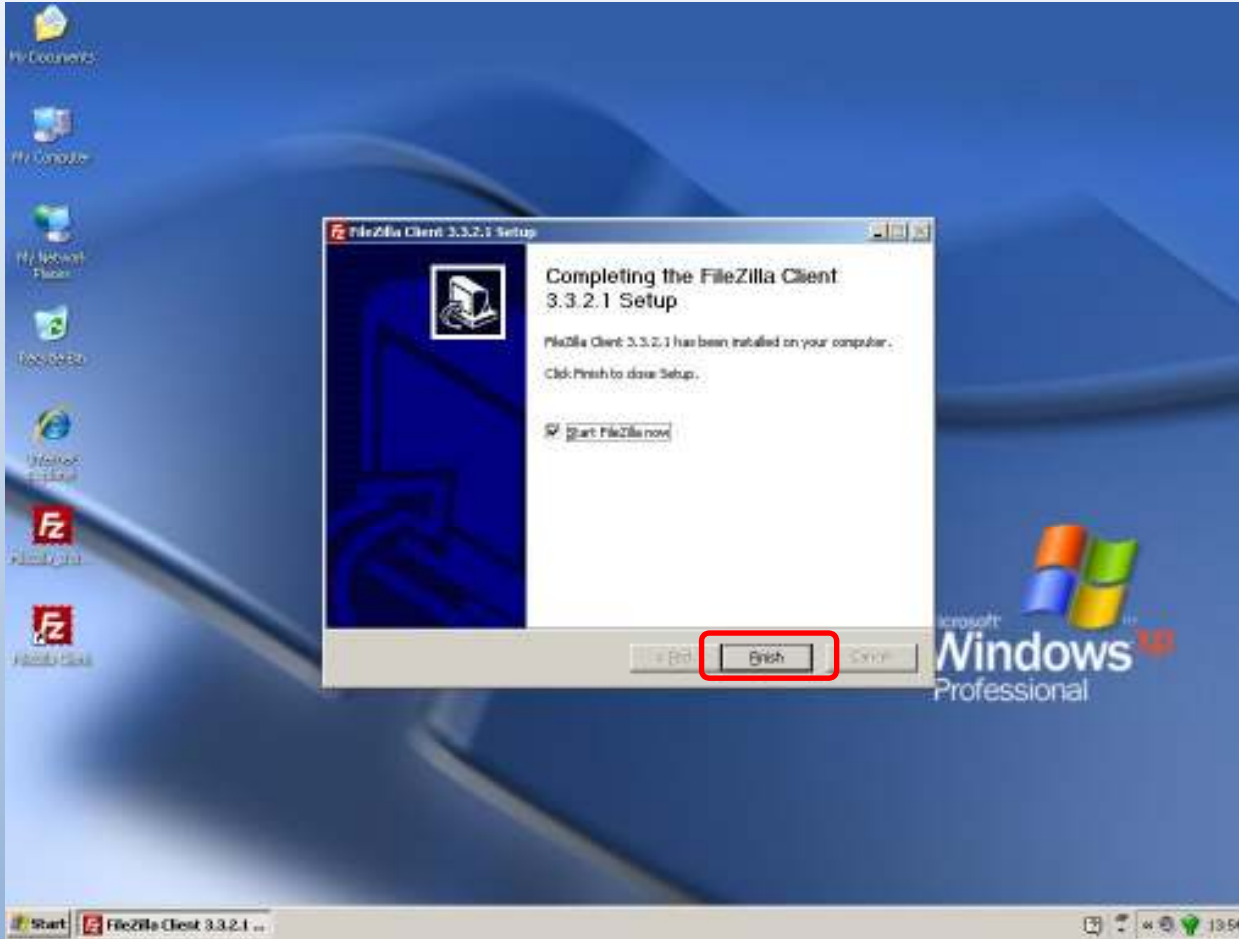 My Documents
My Computer
My Network
Places
Recycle Bin
Internet
Explorer
FileZilla Client
FileZilla Client 3.3.2.1 Setup
Completing the FileZilla Client
3.3.2.1 Setup
FileZilla Client 3.3.2.1 has been installed on your computer.
Click Finish to close Setup.
Start FileZilla now
Finish
Cancel
Windows xp
Professional
Start
FileZilla Client 3.3.2.1 ...